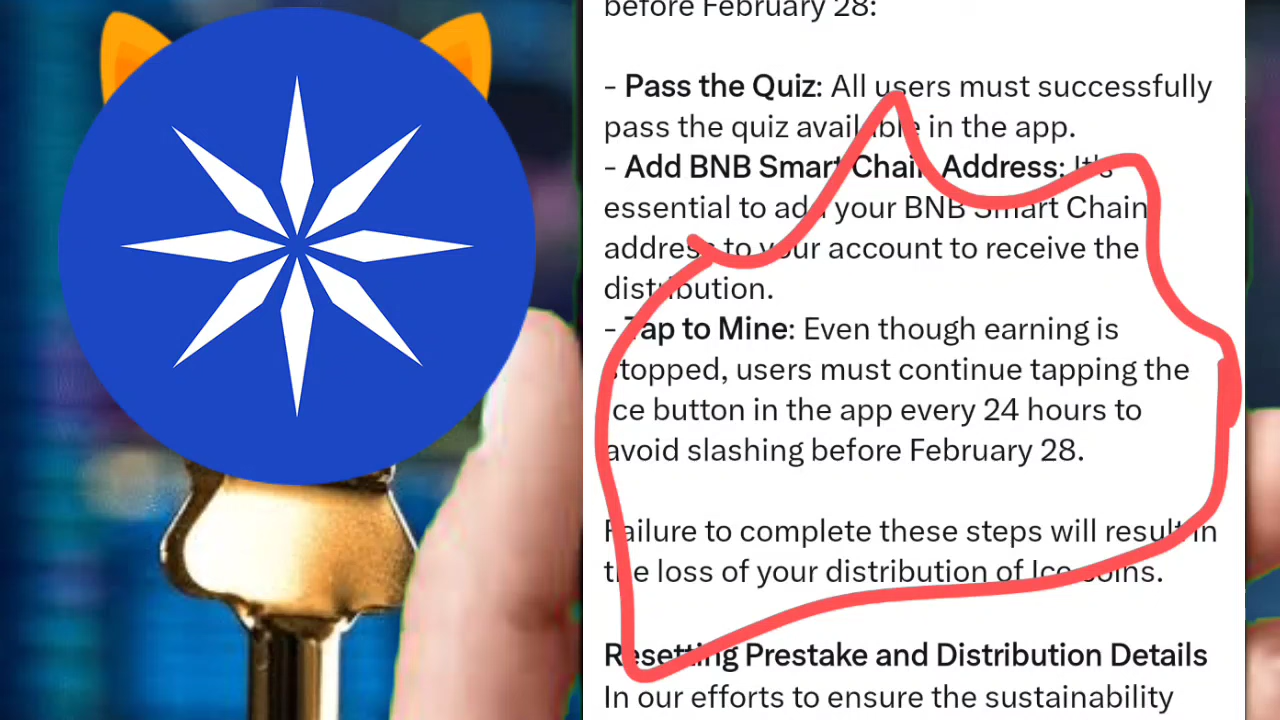 before February 28:
- Pass the Quiz: All users must successfully
pass the quiz available in the app.
- Add BNB Smart Chain Address: It's
essential to add your BNB Smart Chain
address to your account to receive the
distribution.
- Tap to Mine: Even though earning is
stopped, users must continue tapping the
Ice button in the app every 24 hours to
avoid slashing before February 28.
Failure to complete these steps will result in
the loss of your distribution of Ice coins.
Resetting Prestake and Distribution Details
In our efforts to ensure the sustainability